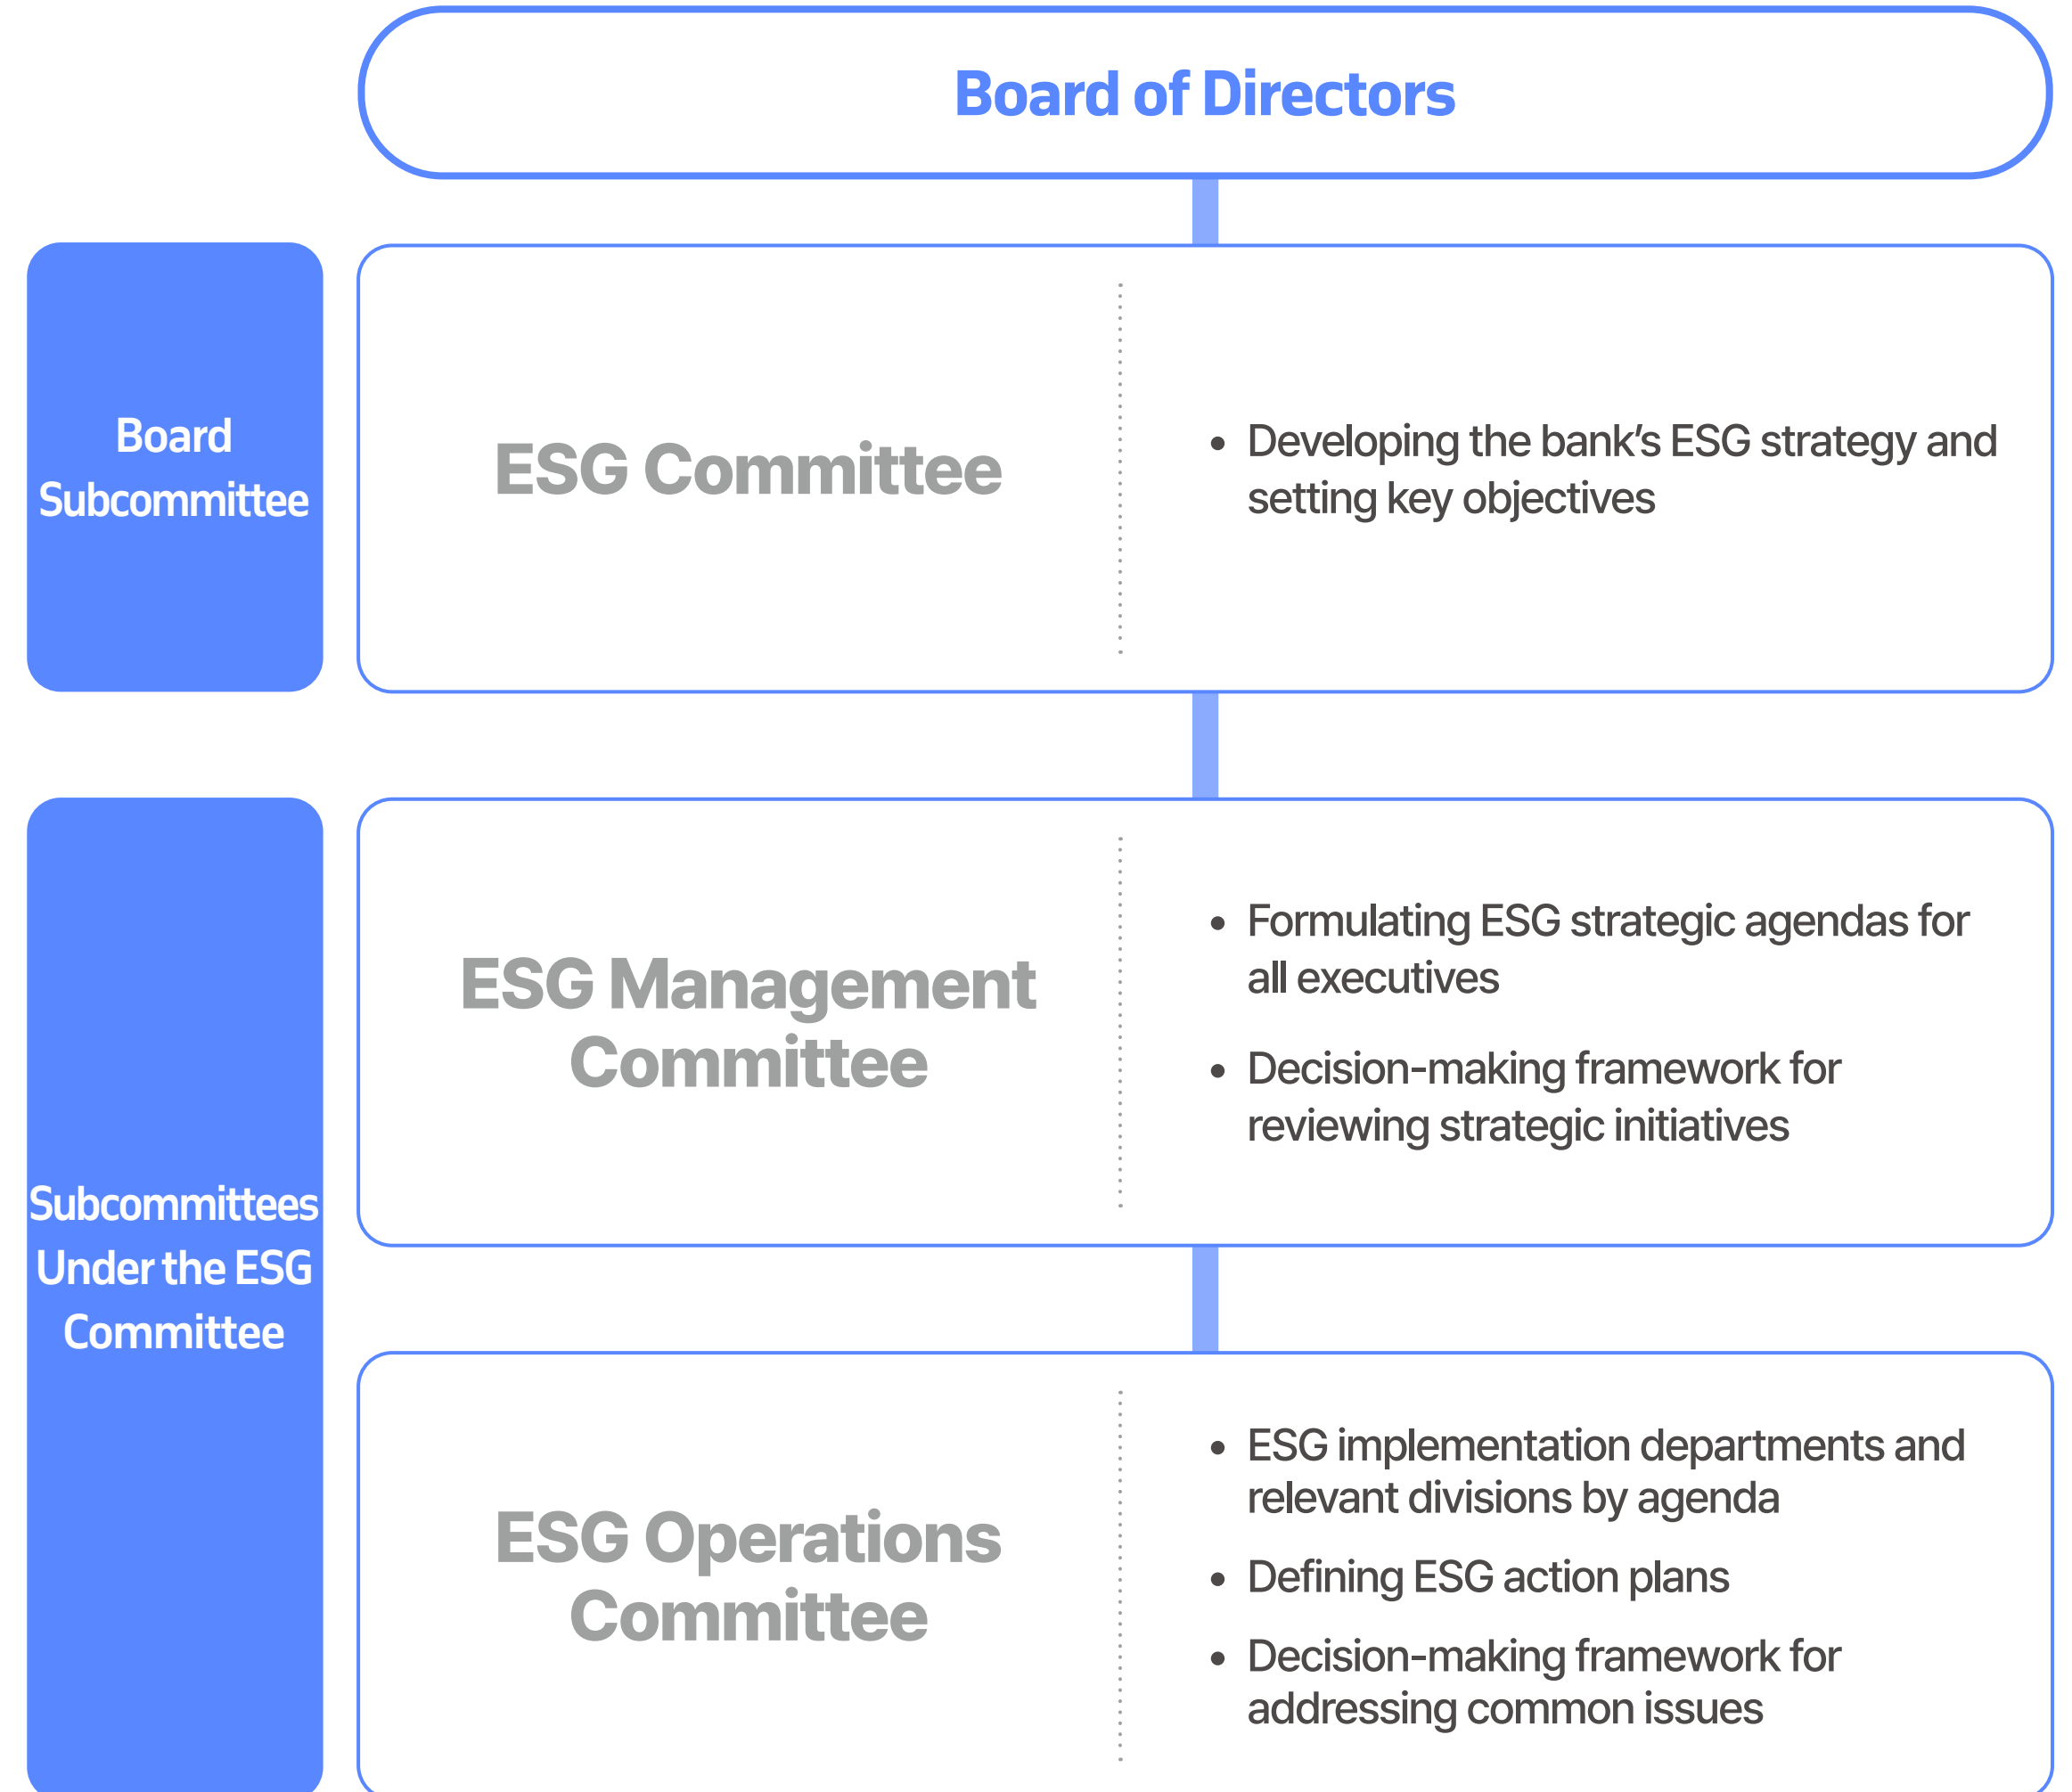 Board of Directors
Board
Subcommittee
ESG Committee
• Developing the bank's ESG strategy and
setting key objectives
Subcommittees
Under the ESG
Committee
ESG Management
Committee
• Formulating ESG strategic agendas for
all executives
• Decision-making framework for
reviewing strategic initiatives
ESG Operations
Committee
• ESG implementation departments and
relevant divisions by agenda
• Defining ESG action plans
• Decision-making framework for
addressing common issues